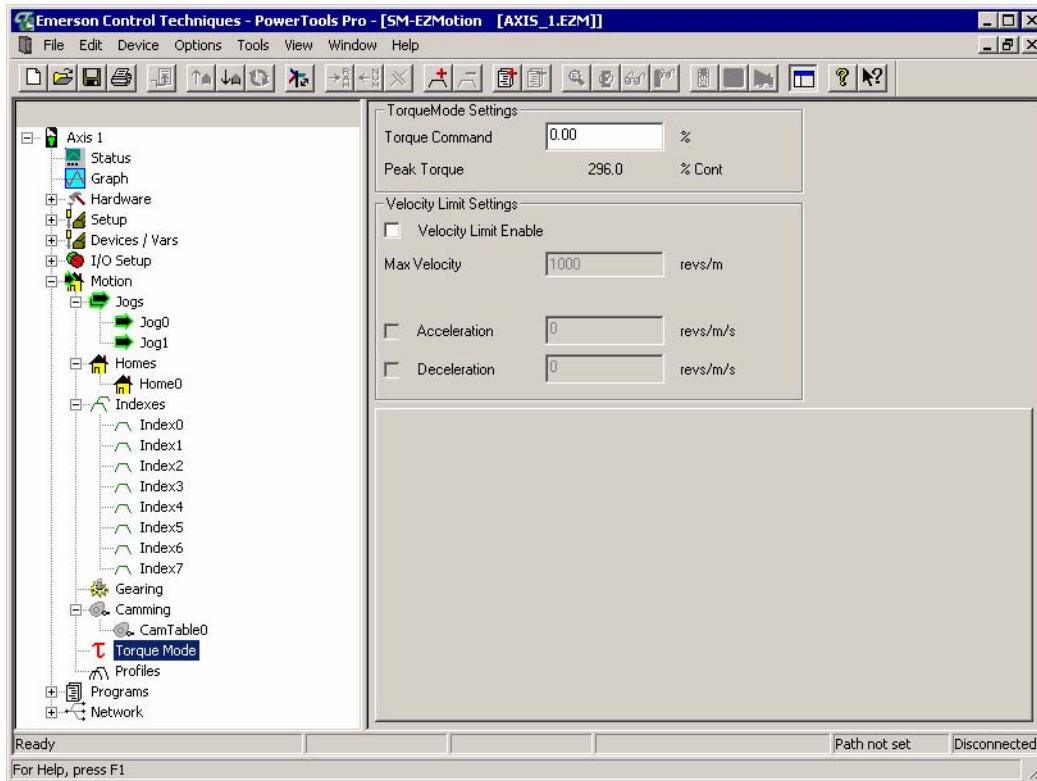 Emerson Control Techniques - PowerTools Pro - [SM-EZMotion [AXIS_1.EZM]]
File Edit Device Options Tools View Window Help
Axis 1
Status
Graph
Hardware
Setup
Devices / Vars
I/O Setup
Motion
Jogs
Jog0
Jog1
Homes
Home0
Indexes
Index0
Index1
Index2
Index3
Index4
Index5
Index6
Index7
Gearing
Camming
CamTable0
Torque Mode
Profiles
Programs
Network
TorqueMode Settings
Torque Command 0.00 %
Peak Torque 296.0 % Cont
Velocity Limit Settings
Velocity Limit Enable
Max Velocity 1000 revs/m
Acceleration 0 revs/m/s
Deceleration 0 revs/m/s
Ready Path not set Disconnected
For Help, press F1